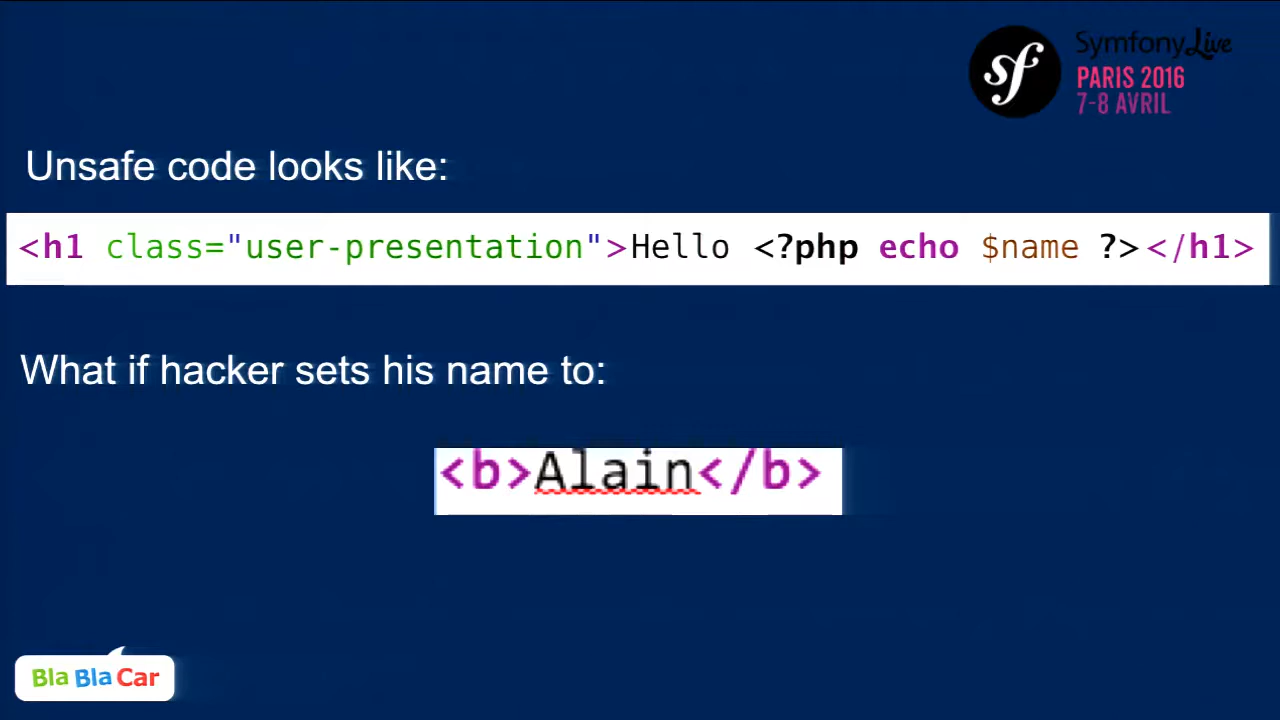 sf
Symfony Live
PARIS 2016
7-8 AVRIL
Unsafe code looks like:
<h1 class="user-presentation">Hello <?php echo $name ?></h1>
What if hacker sets his name to:
<b>Alain</b>
Bla Bla Car